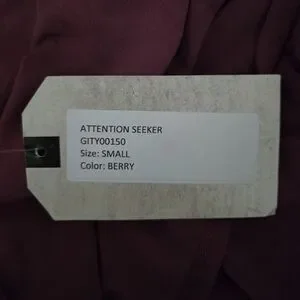 ATTENTION SEEKER
GITY00150
Size: SMALL
Color: BERRY